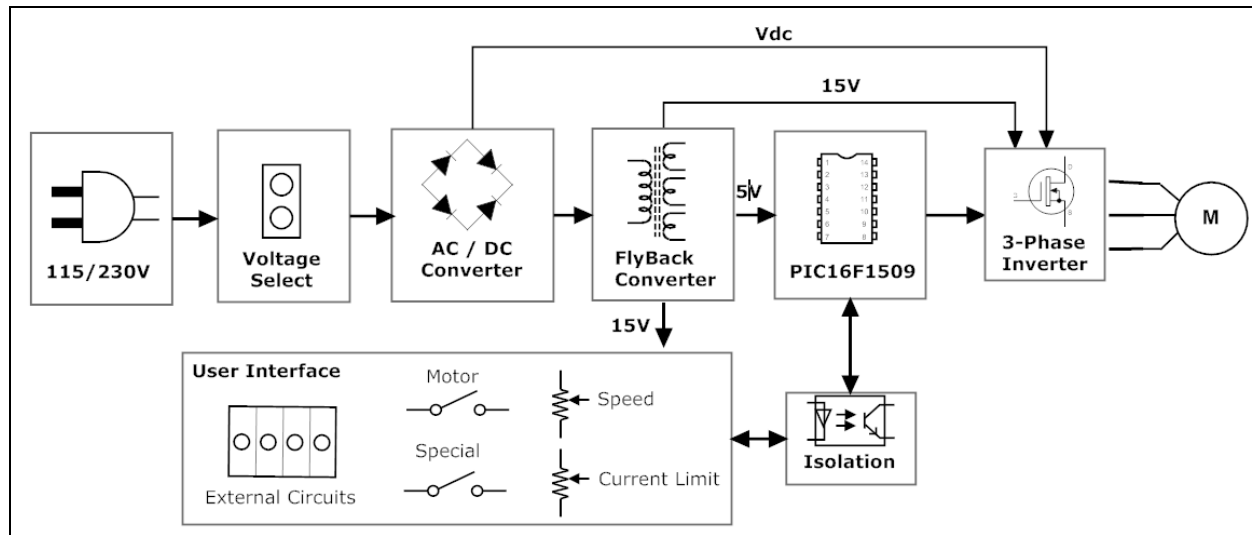 Vdc
15V
115/230V
Voltage
Select
AC / DC
Converter
FlyBack
Converter
5V
1
2
3
4
5
6
7
14
13
12
11
10
9
8
PIC16F1509
G
D
S
3-Phase
Inverter
M
15V
User Interface
External Circuits
Motor
Special
Speed
Current Limit
Isolation